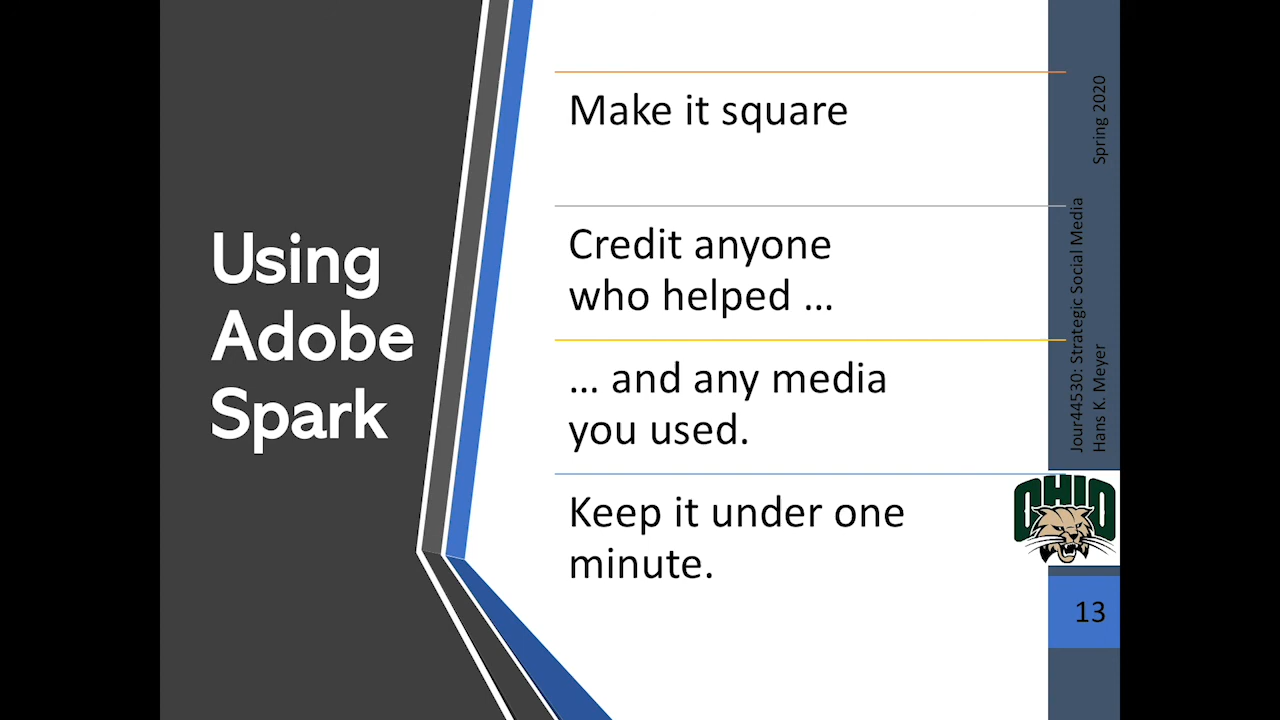 Using
Adobe
Spark
Make it square
Credit anyone
who helped …
… and any media
you used.
Keep it under one
minute.
Spring 2020
Jour44530: Strategic Social Media
Hans K. Meyer
OHIO
13